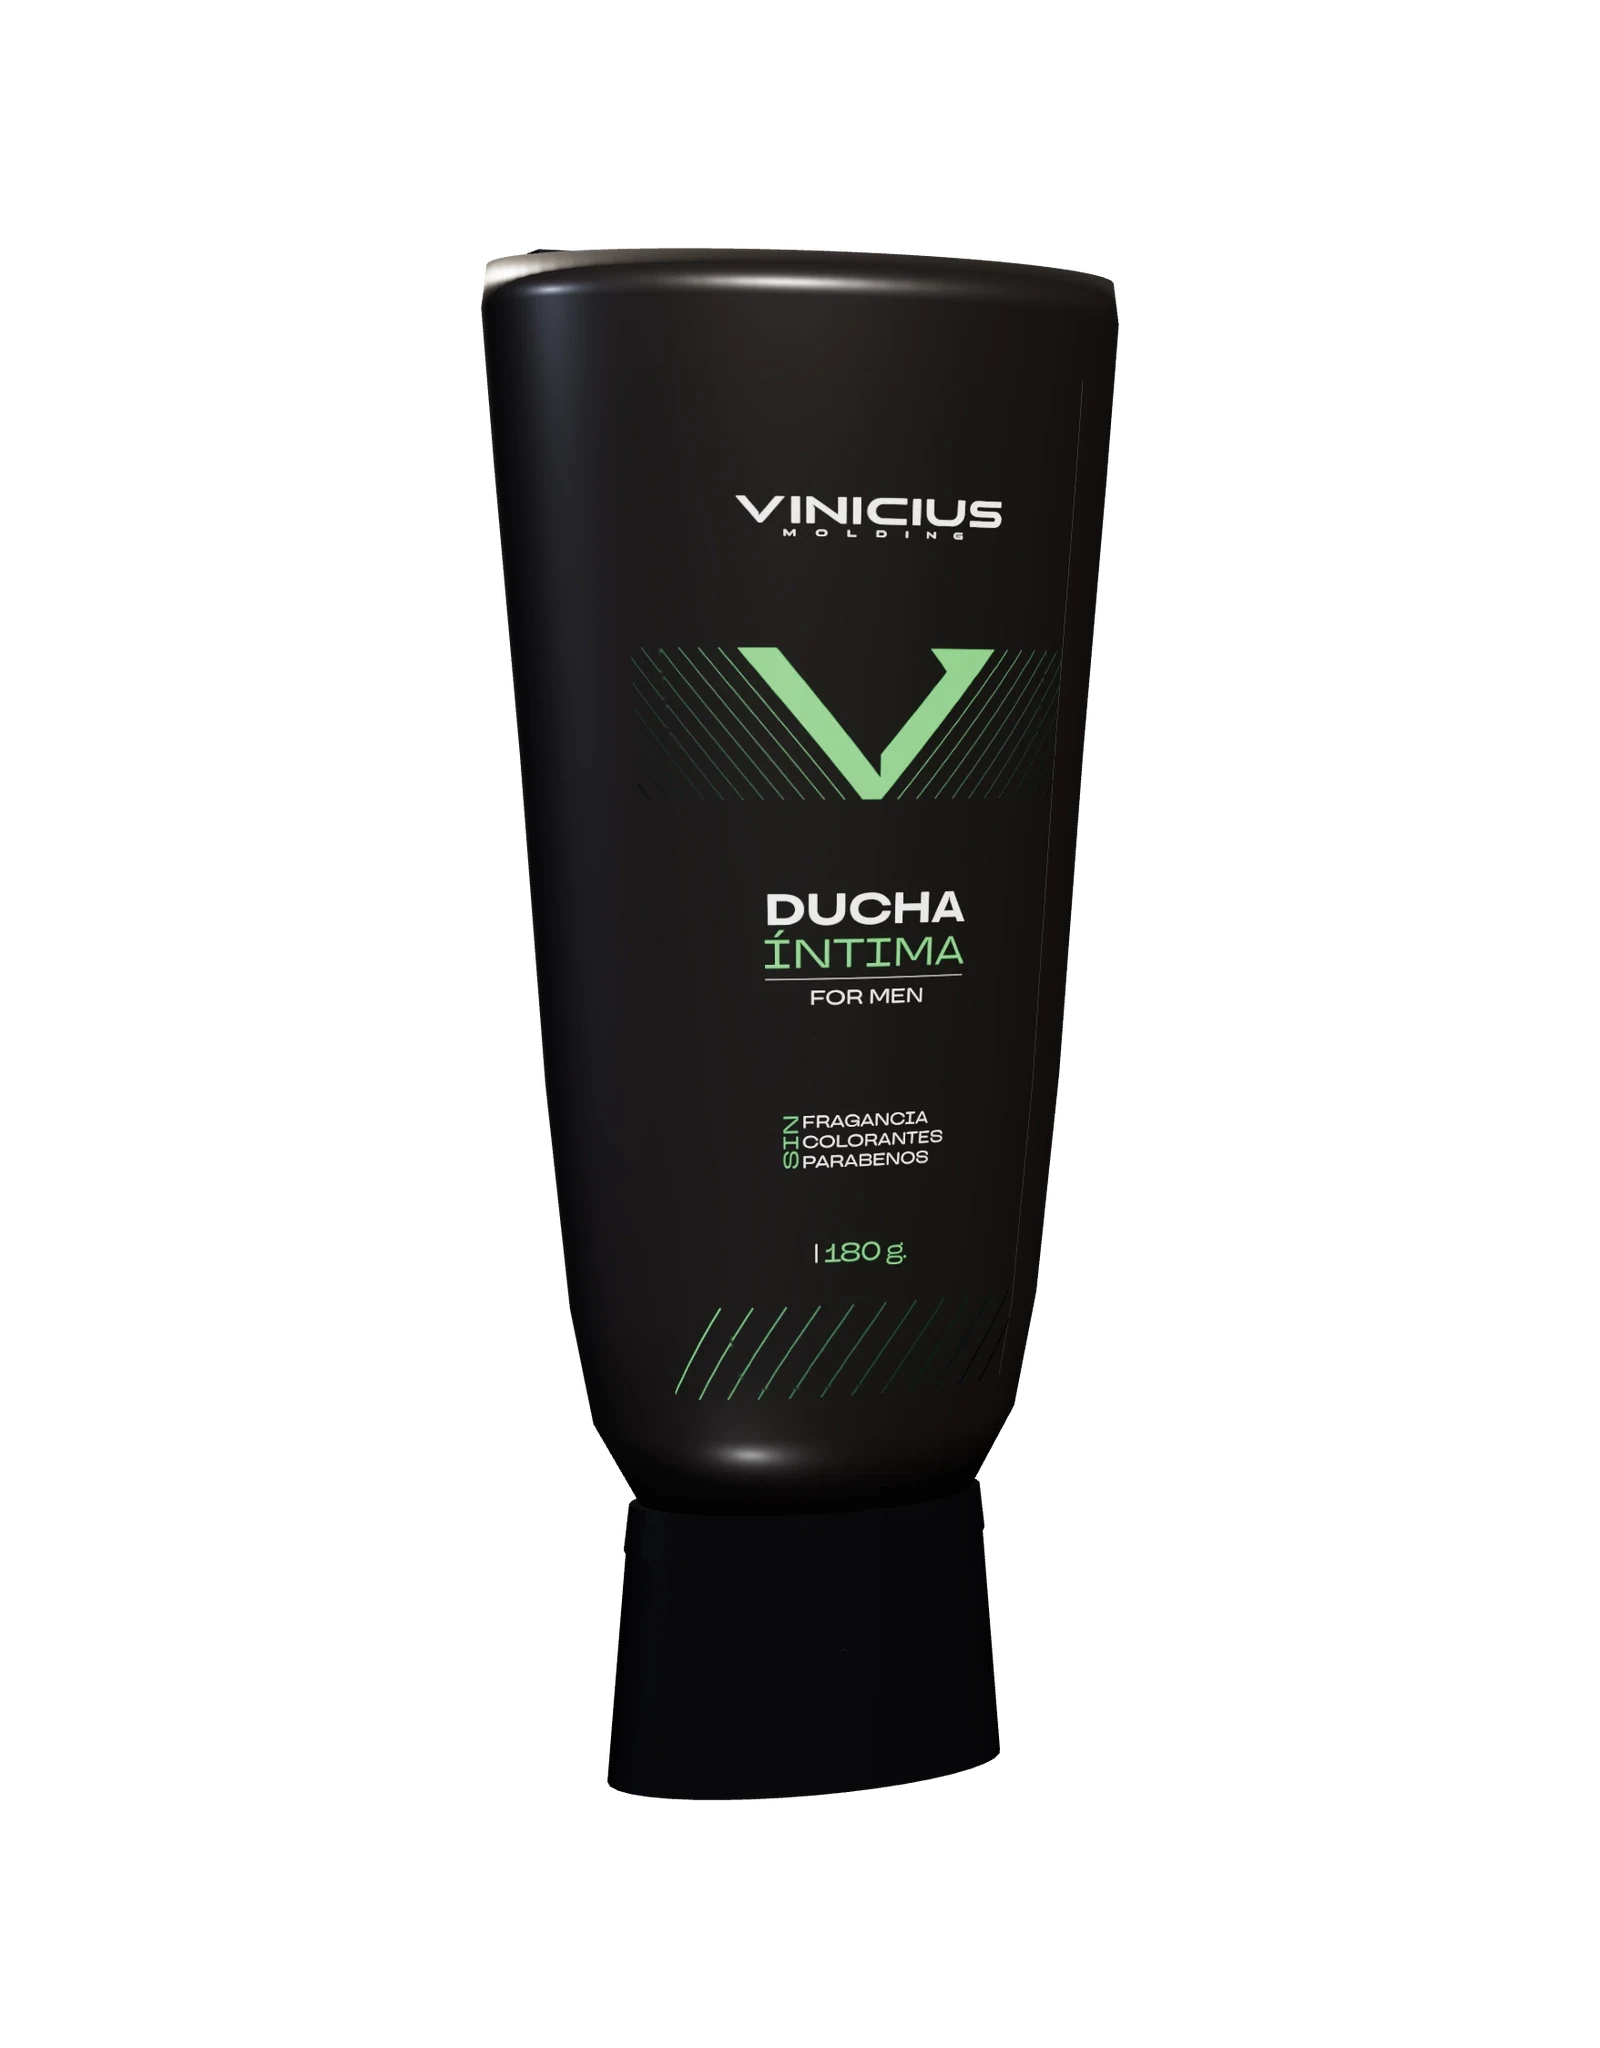 VINICIUS
MOLDING
DUCHA
ÍNTIMA
FOR MEN
SIN
FRAGANCIA
COLORANTES
PARABENOS
180 g.